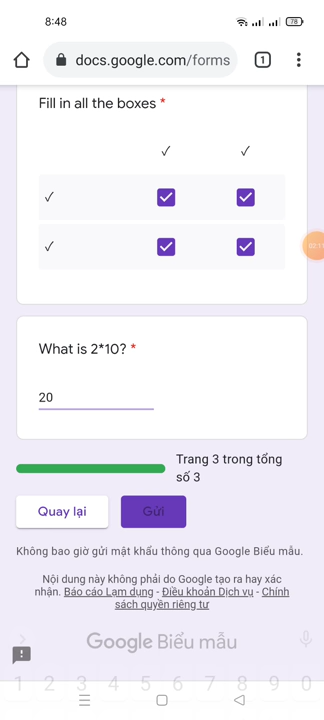 8:48
78
docs.google.com/forms
1
Fill in all the boxes *
✓ ✓
✓
✓
What is 2*10? *
20
Trang 3 trong tổng
số 3
Quay lại
Gửi
Không bao giờ gửi mật khẩu thông qua Google Biểu mẫu.
Nội dung này không phải do Google tạo ra hay xác
nhận. Báo cáo Lạm dụng - Điều khoản Dịch vụ - Chính
sách quyền riêng tư
Google Biểu mẫu
1 2 3 4 5 6 7 8 9 0